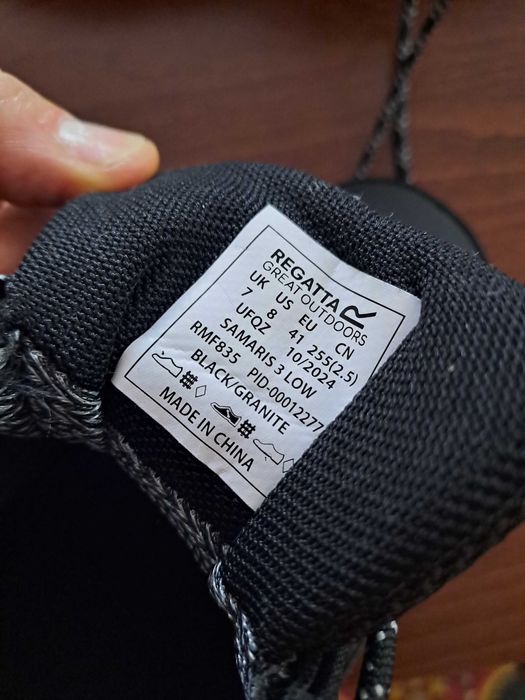 REGATTA
GREAT OUTDOORS
UK US EU CN
7 8 41 255(2.5)
UFQZ 10/2024
SAMARIS 3 LOW
RMF835 PID-00012277
BLACK/GRANITE
MADE IN CHINA